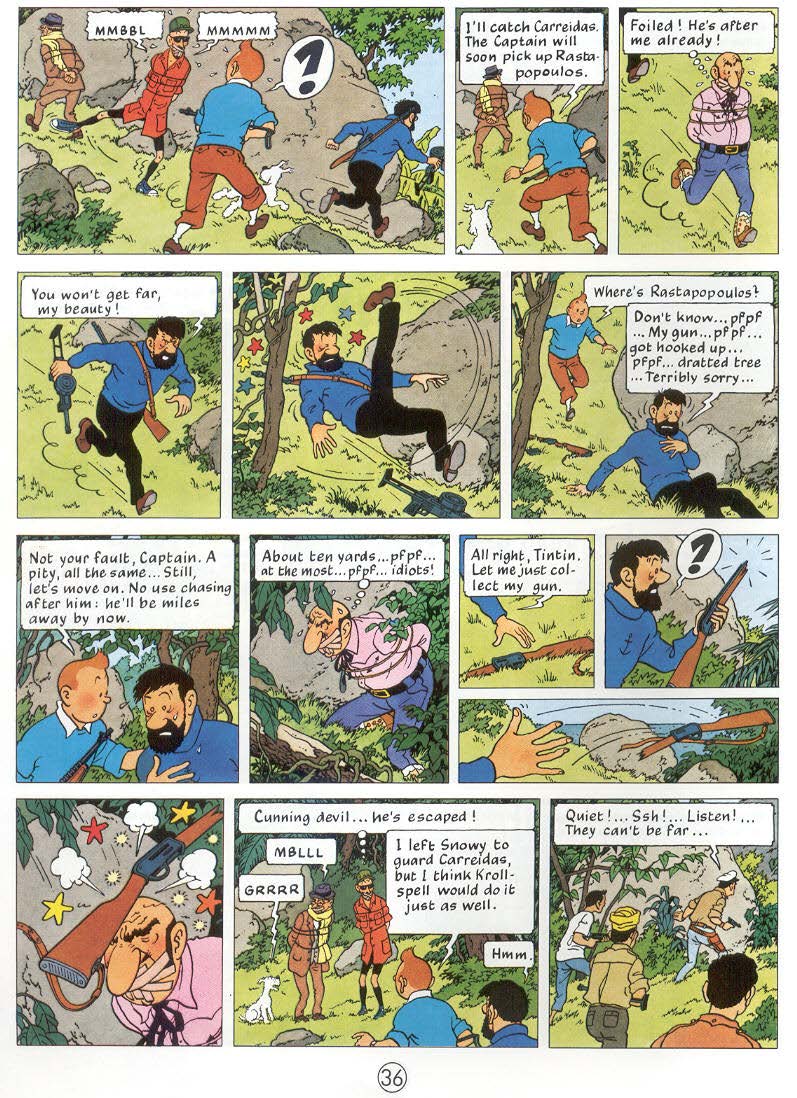 MMBBL
MMMMM
!
I'll catch Carreidas.
The Captain will
soon pick up Rasta-
popoulos.
Foiled! He's after
me already!
You won't get far,
my beauty!
Where's Rastapopoulos?
Don't know...pfpf
...My gun...pfpf...
got hooked up...
pfpf...dratted tree
...Terribly sorry...
Not your fault, Captain. A
pity, all the same... Still,
let's move on. No use chasing
after him: he'll be miles
away by now.
About ten yards...pfpf...
at the most...pfpf...idiots!
All right, Tintin.
Let me just col-
lect my gun.
?
Cunning devil... he's escaped!
MBLLL
GRRRR
I left Snowy to
guard Carreidas,
but I think Kroll-
spell would do it
just as well.
Hmm.
Quiet!...Ssh!...Listen!...
They can't be far...
36